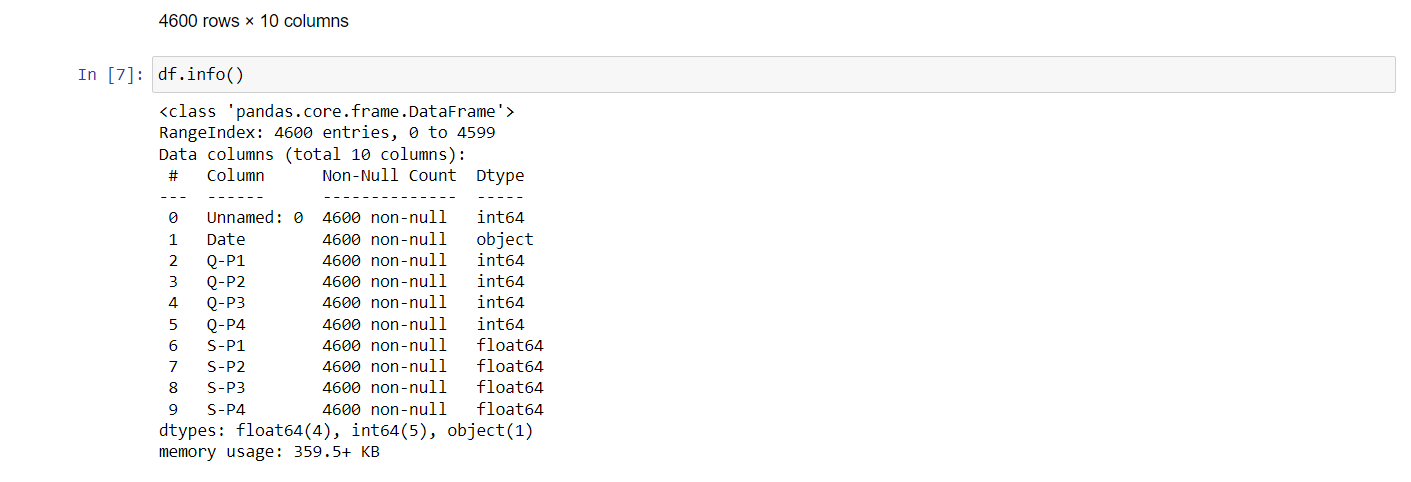 4600 rows × 10 columns
In [7]: df.info()
<class 'pandas.core.frame.DataFrame'>
RangeIndex: 4600 entries, 0 to 4599
Data columns (total 10 columns):
 #   Column      Non-Null Count  Dtype
---  ------      --------------  -----
 0   Unnamed: 0  4600 non-null   int64
 1   Date        4600 non-null   object
 2   Q-P1        4600 non-null   int64
 3   Q-P2        4600 non-null   int64
 4   Q-P3        4600 non-null   int64
 5   Q-P4        4600 non-null   int64
 6   S-P1        4600 non-null   float64
 7   S-P2        4600 non-null   float64
 8   S-P3        4600 non-null   float64
 9   S-P4        4600 non-null   float64
dtypes: float64(4), int64(5), object(1)
memory usage: 359.5+ KB